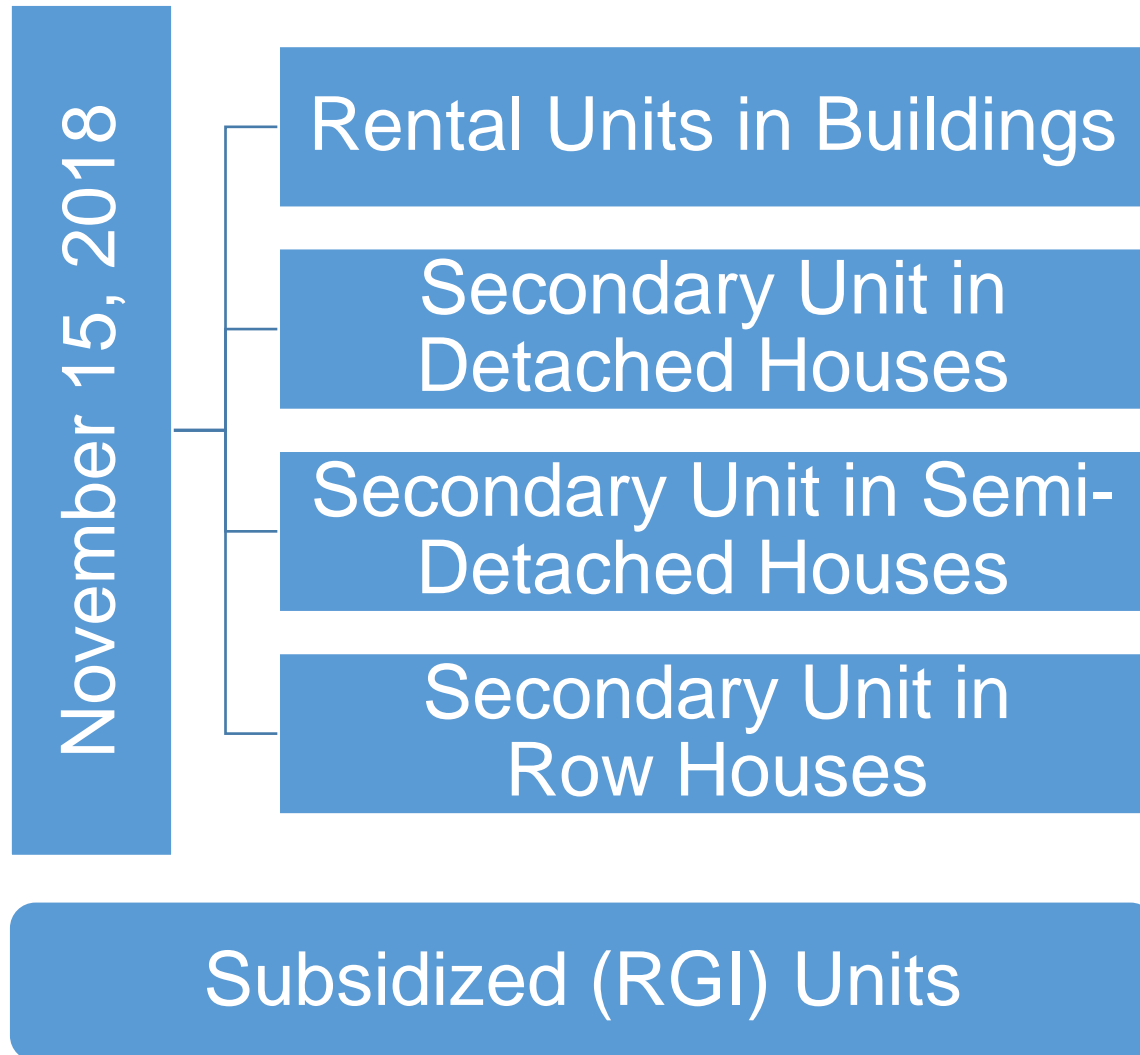 November 15, 2018
Rental Units in Buildings
Secondary Unit in
Detached Houses
Secondary Unit in Semi-
Detached Houses
Secondary Unit in
Row Houses
Subsidized (RGI) Units